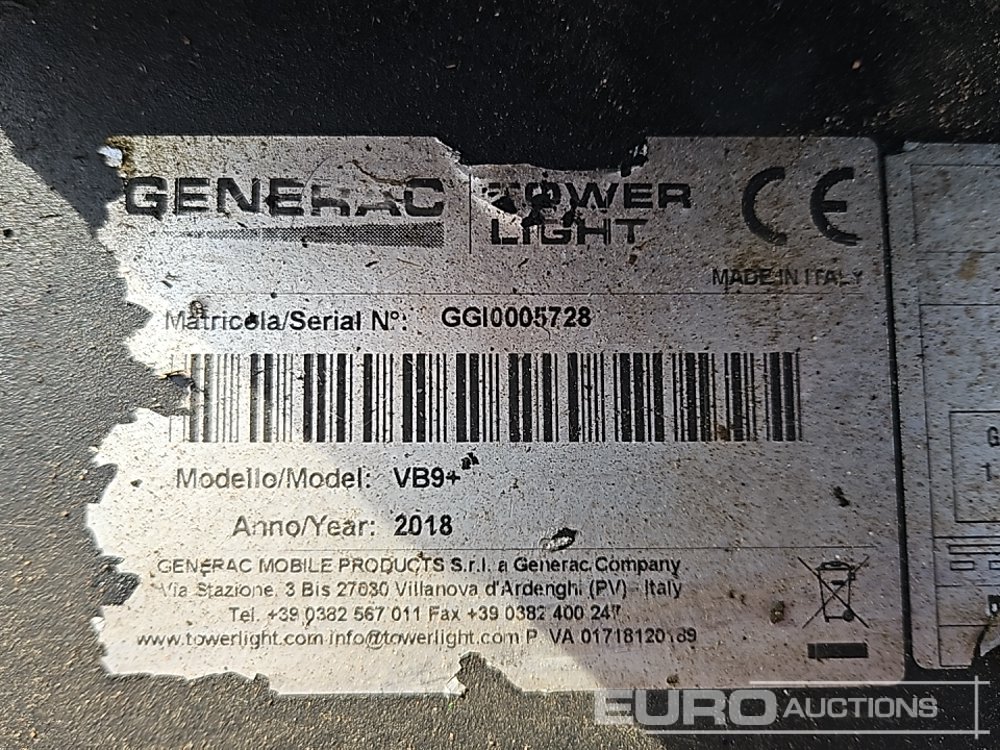 GENERAC TOWER LIGHT CE
MADE IN ITALY
Matricola/Serial N°: GGI0005728
Modello/Model: VB9+
Anno/Year: 2018
GENERAC MOBILE PRODUCTS S.r.l. a Generac Company
Via Stazione, 3 Bis 27030 Villanova d'Ardenghi (PV) - Italy
Tel. +39 0382 567 011 Fax +39 0382 400 247
www.towerlight.com info@towerlight.com P. VA 01718120189
EURO AUCTIONS